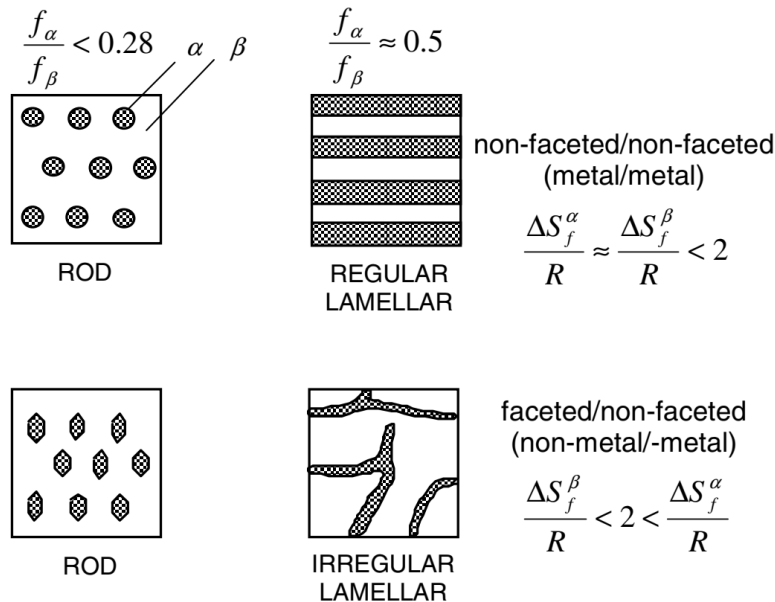 f_α/f_β < 0.28
f_α/f_β ≈ 0.5
α β
non-faceted/non-faceted
(metal/metal)
ΔS_f^α/R ≈ ΔS_f^β/R < 2
ROD
REGULAR
LAMELLAR
faceted/non-faceted
(non-metal/-metal)
ΔS_f^β/R < 2 < ΔS_f^α/R
ROD
IRREGULAR
LAMELLAR